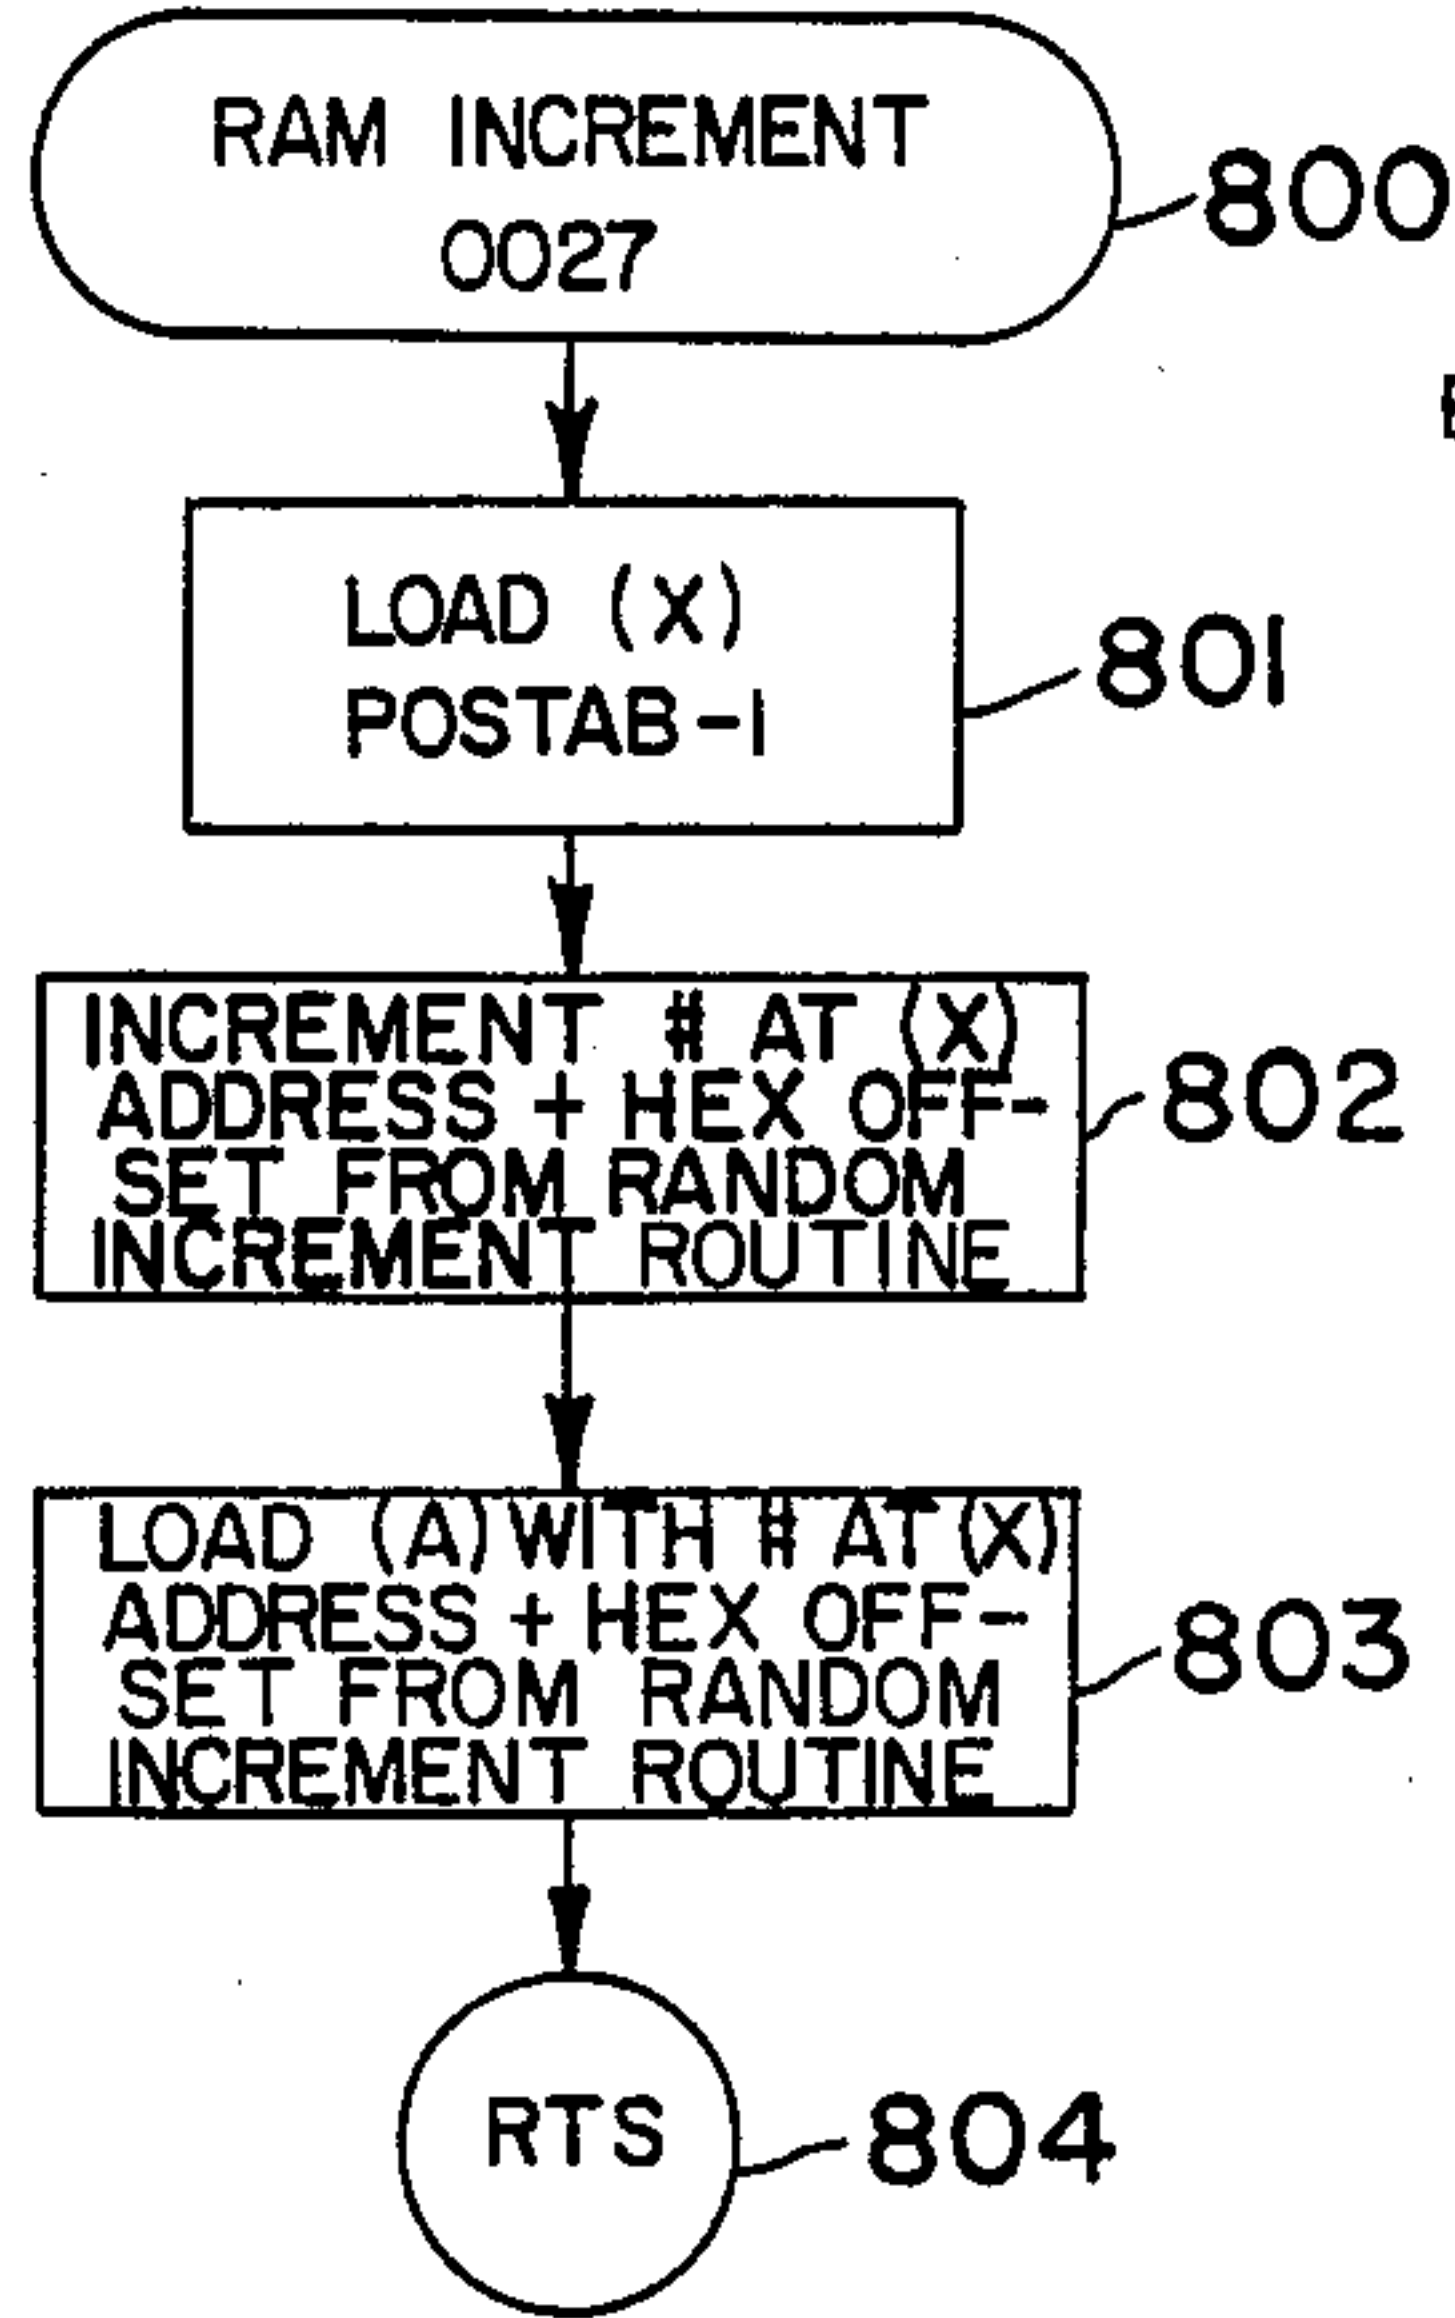 RAM INCREMENT
0027
800
LOAD (X)
POSTAB-1
801
INCREMENT # AT (X)
ADDRESS + HEX OFF-
SET FROM RANDOM
INCREMENT ROUTINE
802
LOAD (A) WITH # AT (X)
ADDRESS + HEX OFF-
SET FROM RANDOM
INCREMENT ROUTINE
803
RTS
804